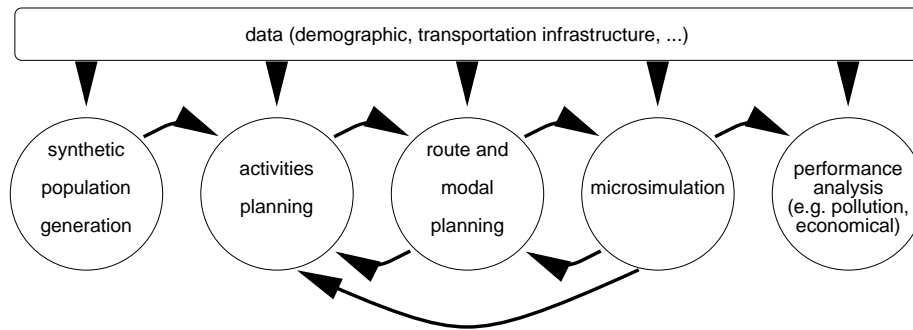 data (demographic, transportation infrastructure, ...)
synthetic
population
generation
activities
planning
route and
modal
planning
microsimulation
performance
analysis
(e.g. pollution,
economical)